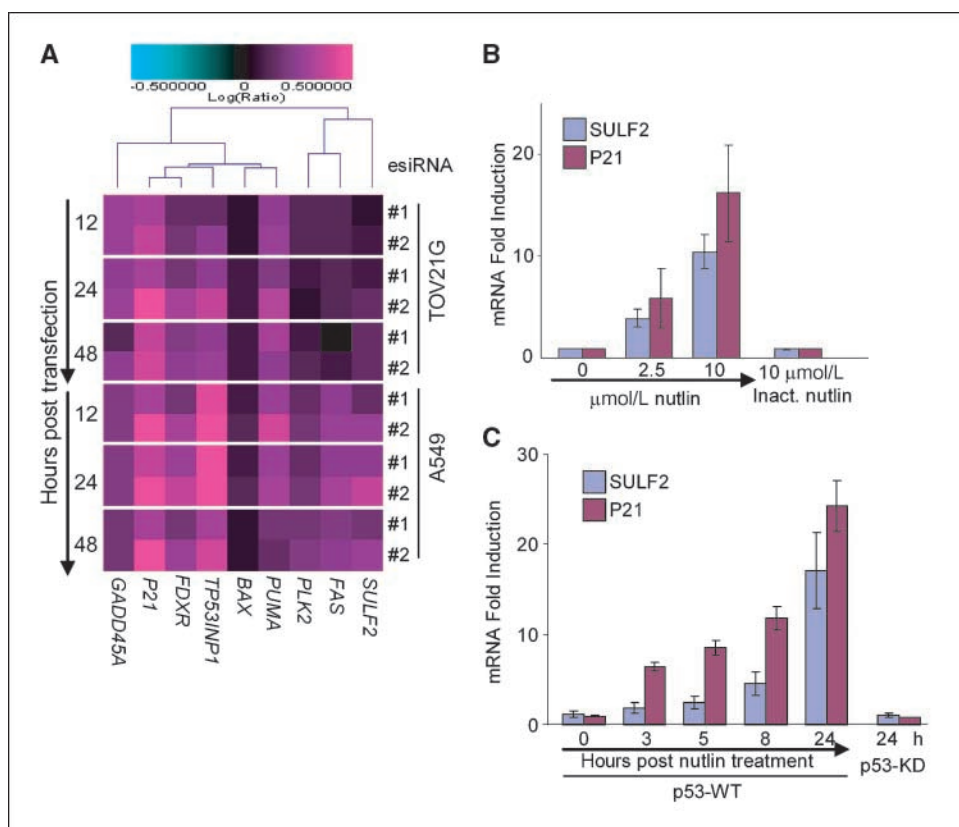 A
-0.500000 0 0.500000
Log(Ratio)
esiRNA
Hours post transfection
12
#1
#2
24
#1
#2
48
#1
#2
TOV21G
12
#1
#2
24
#1
#2
48
#1
#2
A549
GADD45A
P21
FDXR
TP53INP1
BAX
PUMA
PLK2
FAS
SULF2
B
mRNA Fold Induction
20
10
0
SULF2
P21
0 2.5 10 10 μmol/L
μmol/L nutlin Inact. nutlin
C
mRNA Fold Induction
30
20
10
0
SULF2
P21
0 3 5 8 24 24 h
Hours post nutlin treatment p53-KD
p53-WT